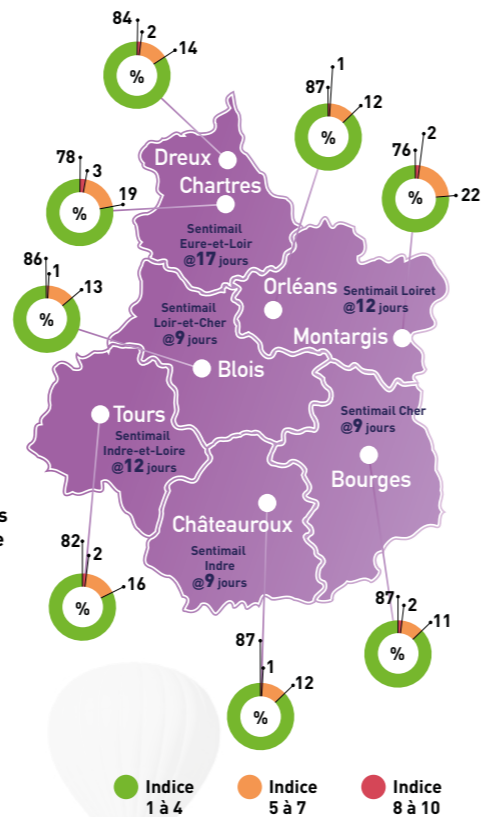 84
2
14
%
1
87
12
%
Dreux
78
3
19
%
Chartres
76
2
22
%
Sentimail
Eure-et-Loir
@17 jours
86
1
13
%
Orléans
Sentimail Loiret
@12 jours
Montargis
Sentimail
Loir-et-Cher
@9 jours
Blois
Tours
Sentimail
Indre-et-Loire
@12 jours
Sentimail Cher
@9 jours
Bourges
Châteauroux
Sentimail
Indre
@9 jours
s
e
82
2
16
%
87
2
11
%
87
1
12
%
Indice
1 à 4
Indice
5 à 7
Indice
8 à 10